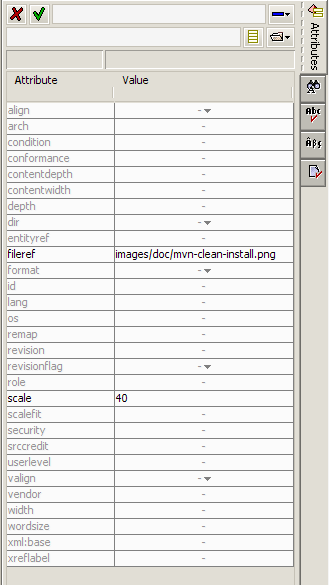 Attribute Value
align -
arch -
condition -
conformance -
contentdepth -
contentwidth -
depth -
dir -
entityref -
fileref images/doc/mvn-clean-install.png
format -
id -
lang -
os -
remap -
revision -
revisionflag -
role -
scale 40
scalefit -
security -
srccredit -
userlevel -
valign -
vendor -
width -
wordsize -
xml:base -
xreflabel -
Attributes
Abc
Âβς